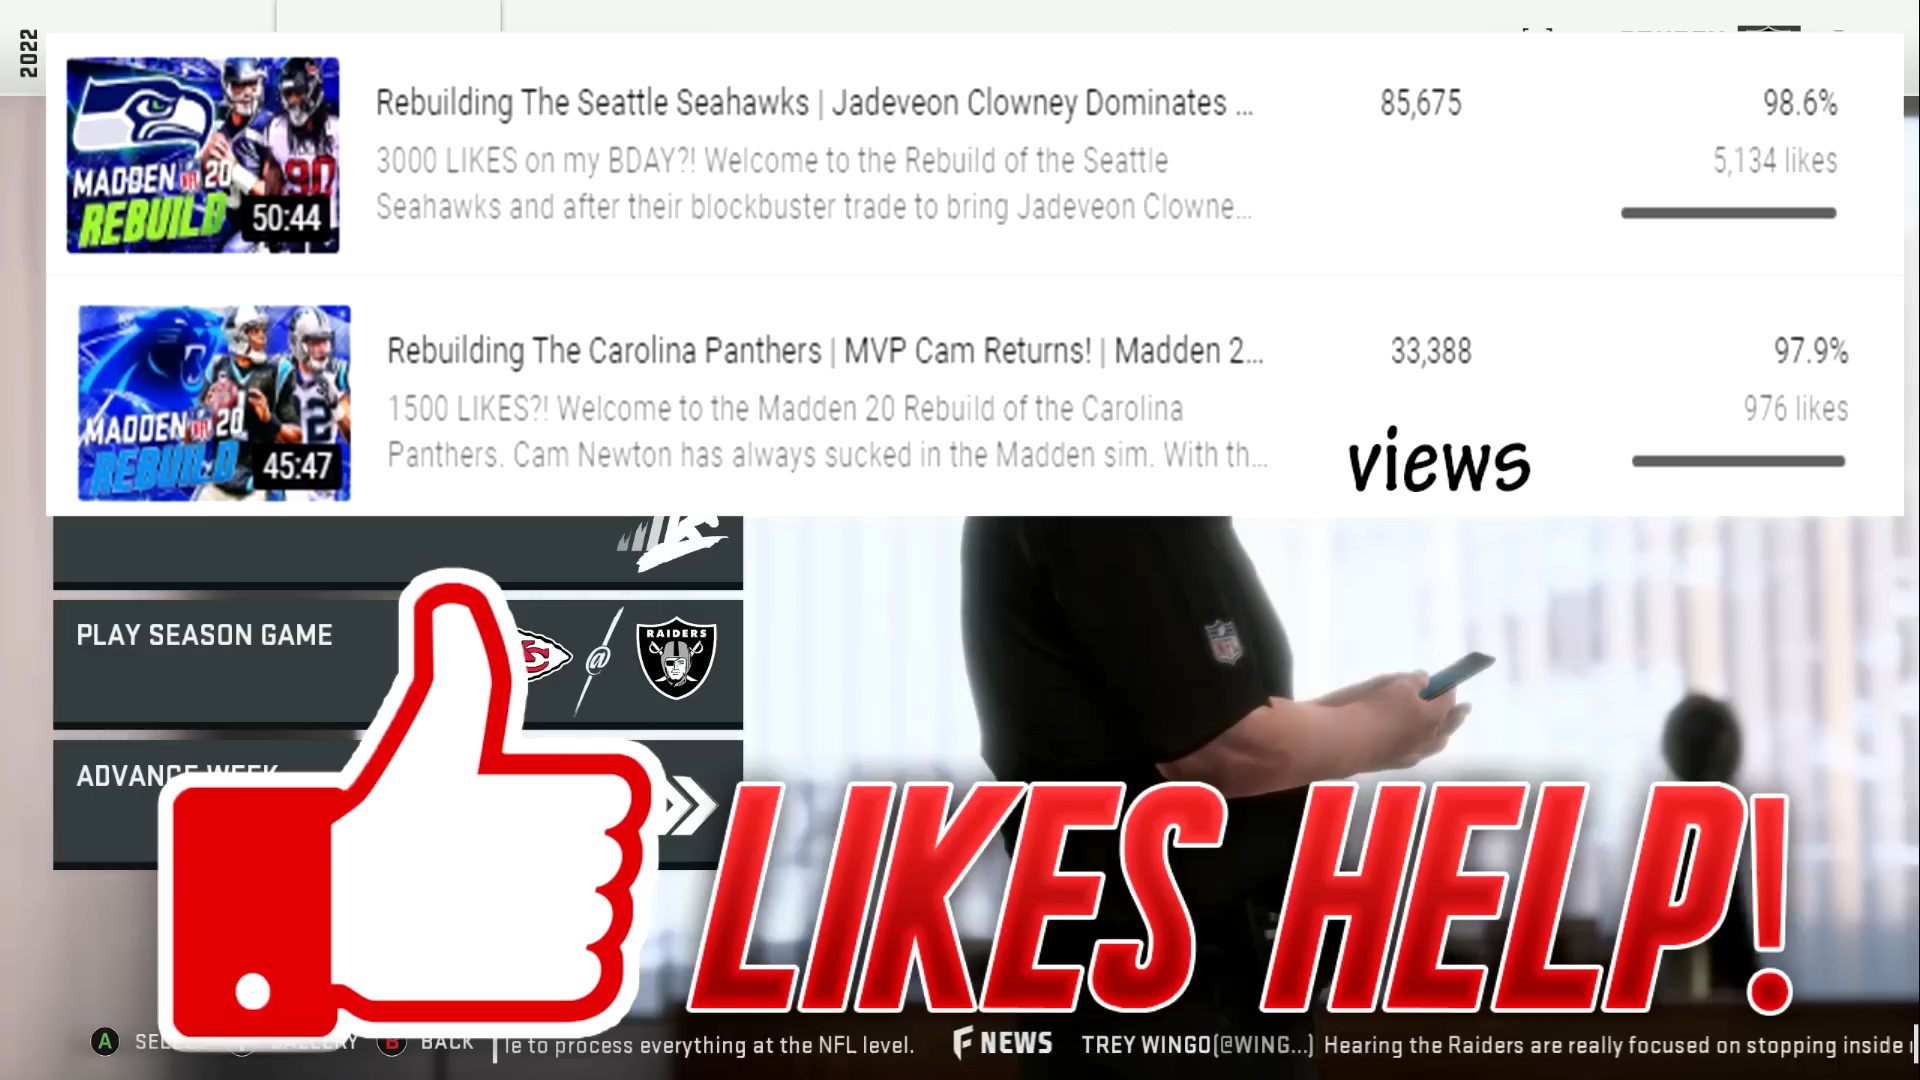 2022
Rebuilding The Seattle Seahawks | Jadeveon Clowney Dominates ...
85,675
98.6%
3000 LIKES on my BDAY?! Welcome to the Rebuild of the Seattle
5,134 likes
Seahawks and after their blockbuster trade to bring Jadeveon Clowne...
MADDEN NFL 20
REBUILD
90
50:44
Rebuilding The Carolina Panthers | MVP Cam Returns! | Madden 2...
33,388
97.9%
1500 LIKES?! Welcome to the Madden 20 Rebuild of the Carolina
976 likes
Panthers. Cam Newton has always sucked in the Madden sim. With th...
views
MADDEN NFL 20
REBUILD
2
45:47
PLAY SEASON GAME
KC
@
RAIDERS
NFL
ADVANCE WEEK
LIKES HELP!
A
B BACK
le to process everything at the NFL level.
NEWS
TREY WINGO(@WING...) Hearing the Raiders are really focused on stopping inside